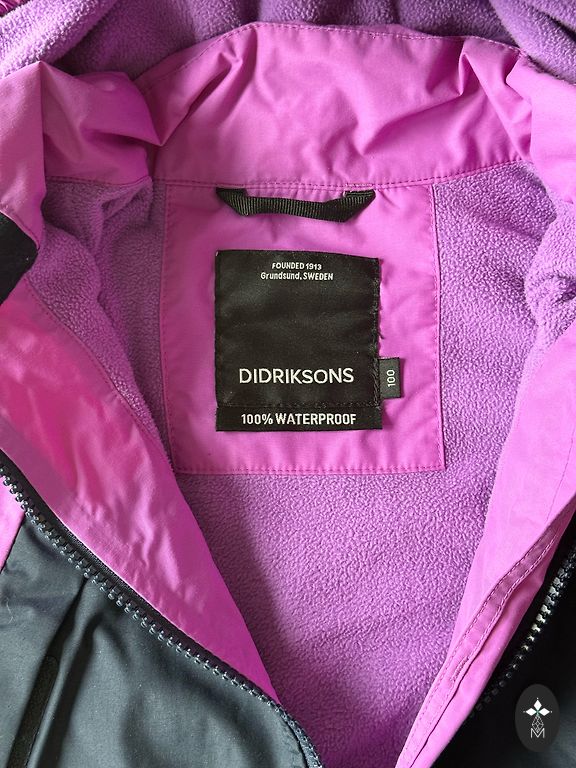 FOUNDED 1913
Grundsund, SWEDEN
DIDRIKSONS
100
100% WATERPROOF
M